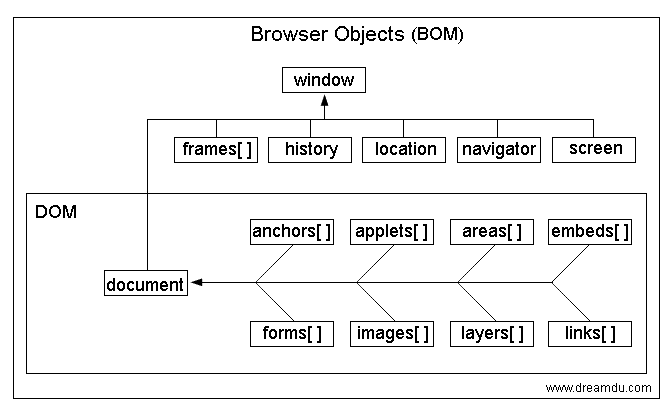 Browser Objects (BOM)
window
frames[ ] history location navigator screen
DOM
anchors[ ] applets[ ] areas[ ] embeds[ ]
document
forms[ ] images[ ] layers[ ] links[ ]
www.dreamdu.com